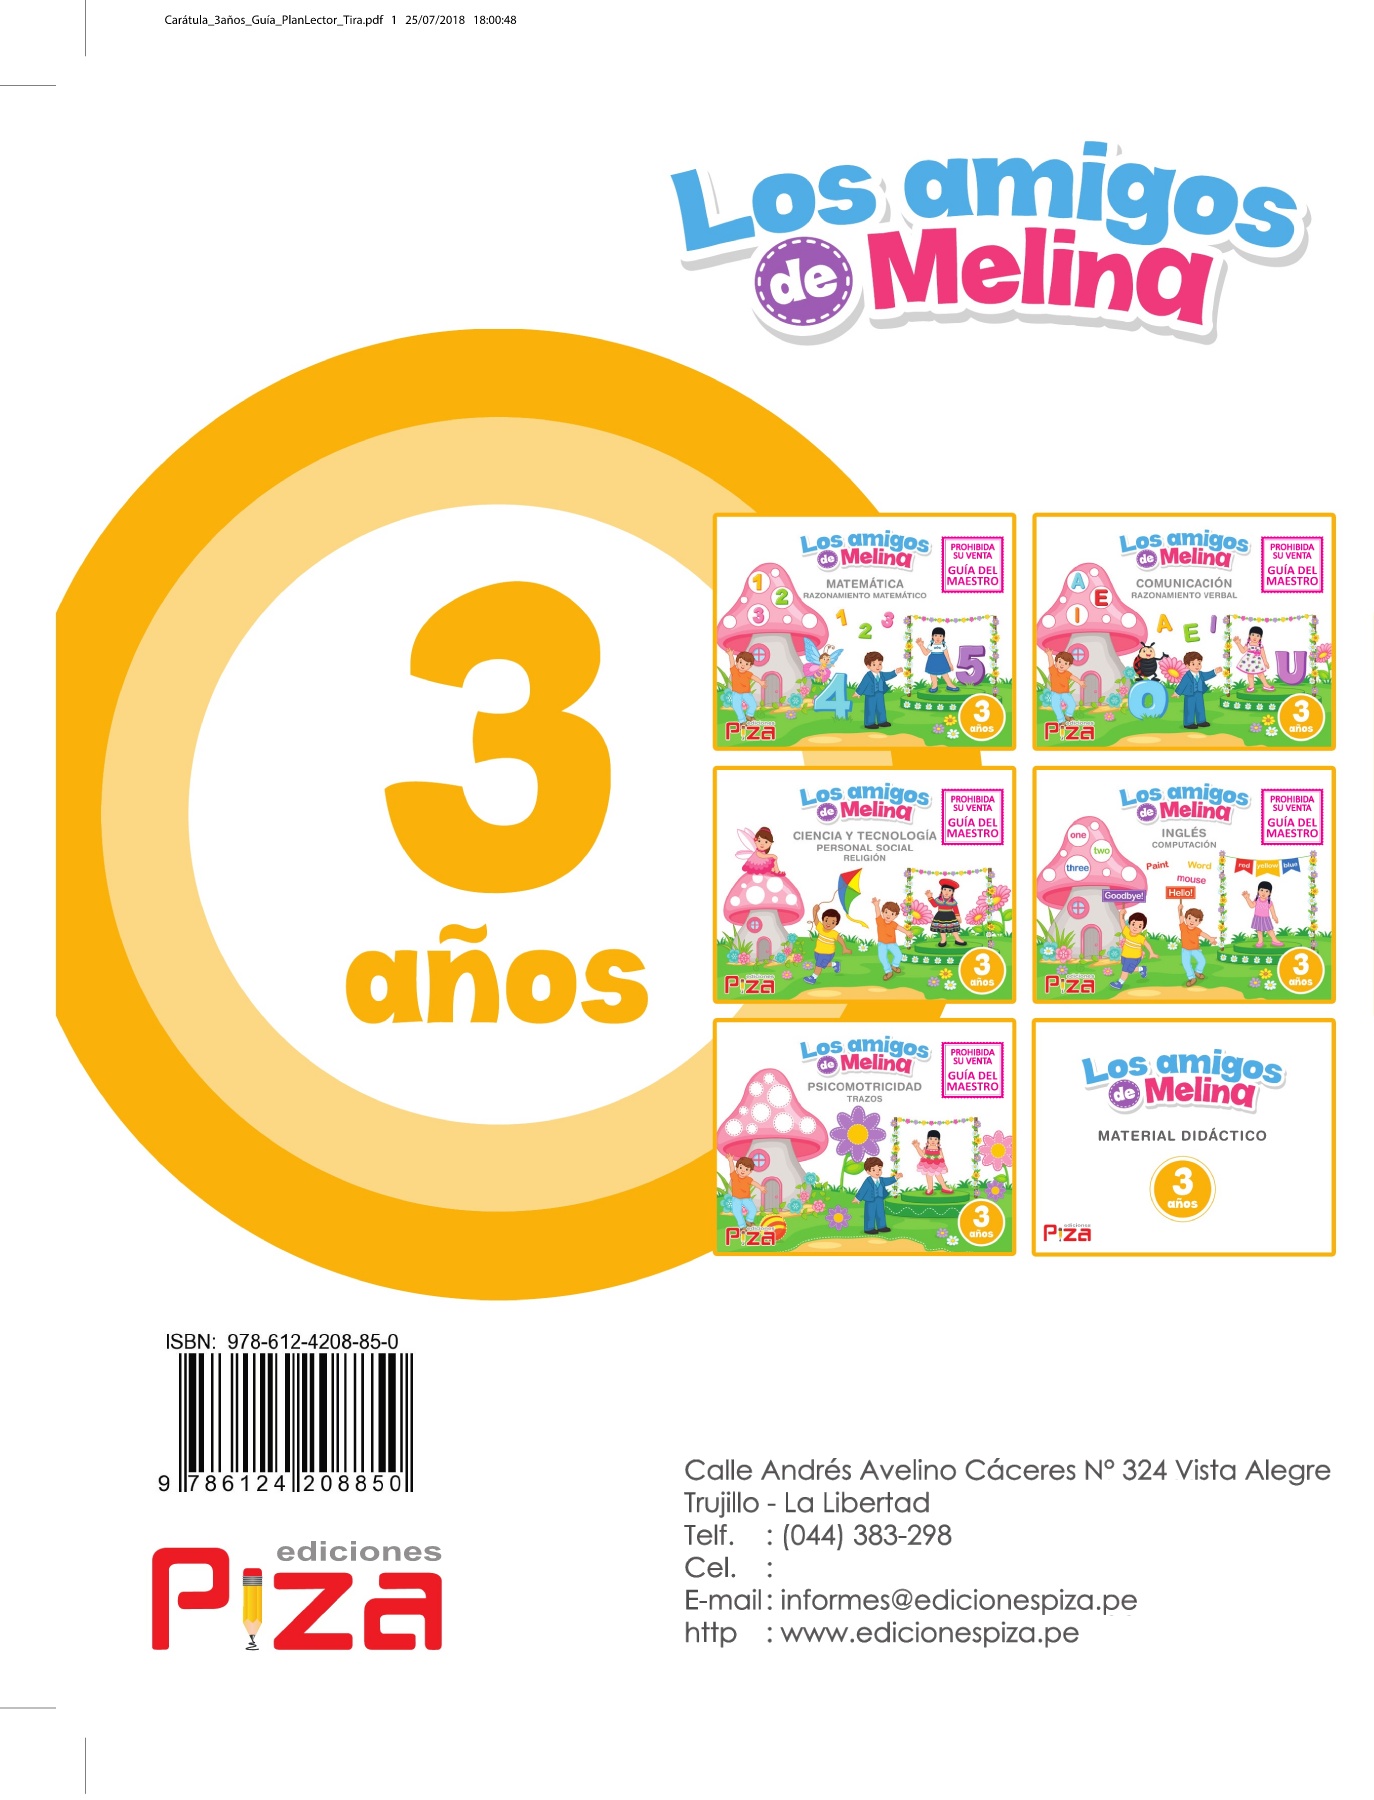 Carátula_3años_Guía_PlanLector_Tira.pdf 1 25/07/2018 18:00:48
Los amigos
de Melina
3
años
Los amigos
de Melina
MATEMÁTICA
RAZONAMIENTO MATEMÁTICO
PROHIBIDA
SU VENTA
GUÍA DEL
MAESTRO
1
2
3
1 2 3
4
5
ediciones
Piza
3
años
Los amigos
de Melina
COMUNICACIÓN
RAZONAMIENTO VERBAL
PROHIBIDA
SU VENTA
GUÍA DEL
MAESTRO
A
E
I
A E I
O
U
ediciones
Piza
3
años
Los amigos
de Melina
CIENCIA Y TECNOLOGÍA
PERSONAL SOCIAL
RELIGIÓN
PROHIBIDA
SU VENTA
GUÍA DEL
MAESTRO
ediciones
Piza
3
años
Los amigos
de Melina
INGLÉS
COMPUTACIÓN
PROHIBIDA
SU VENTA
GUÍA DEL
MAESTRO
one
two
three
Paint Word
mouse
Goodbye! Hello!
red yellow blue
ediciones
Piza
3
años
Los amigos
de Melina
PSICOMOTRICIDAD
TRAZOS
PROHIBIDA
SU VENTA
GUÍA DEL
MAESTRO
ediciones
Piza
3
años
Los amigos
de Melina
MATERIAL DIDÁCTICO
3
años
ediciones
Piza
ISBN: 978-612-4208-85-0
9 786124 208850
ediciones
Piza
Calle Andrés Avelino Cáceres N° 324 Vista Alegre
Trujillo - La Libertad
Telf. : (044) 383-298
Cel. :
E-mail : informes@edicionespiza.pe
http : www.edicionespiza.pe